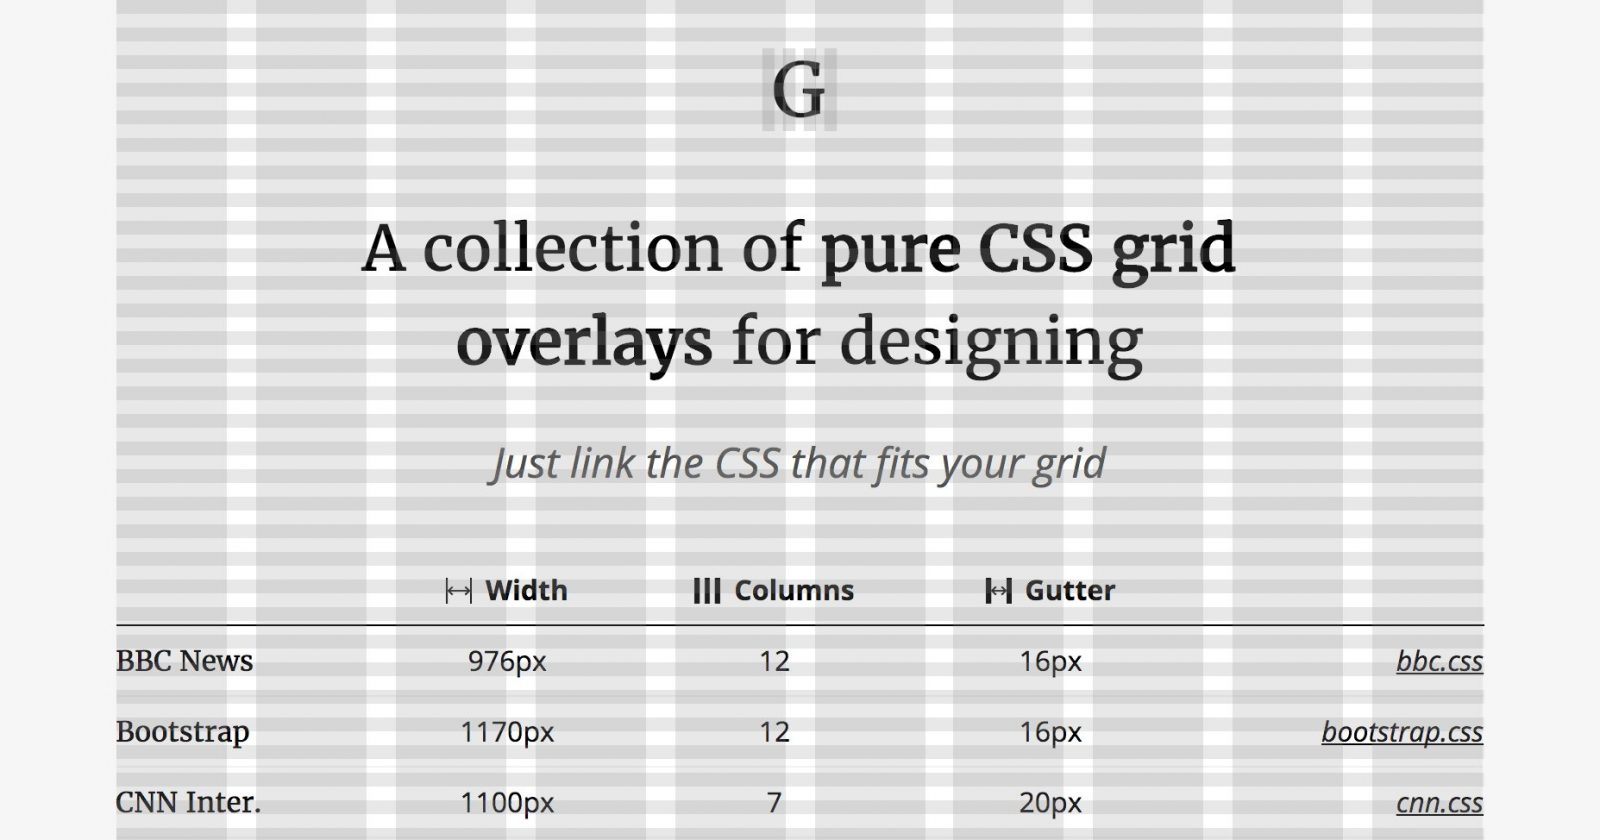 G
A collection of pure CSS grid
overlays for designing
Just link the CSS that fits your grid
Width Columns Gutter
BBC News 976px 12 16px bbc.css
Bootstrap 1170px 12 16px bootstrap.css
CNN Inter. 1100px 7 20px cnn.css